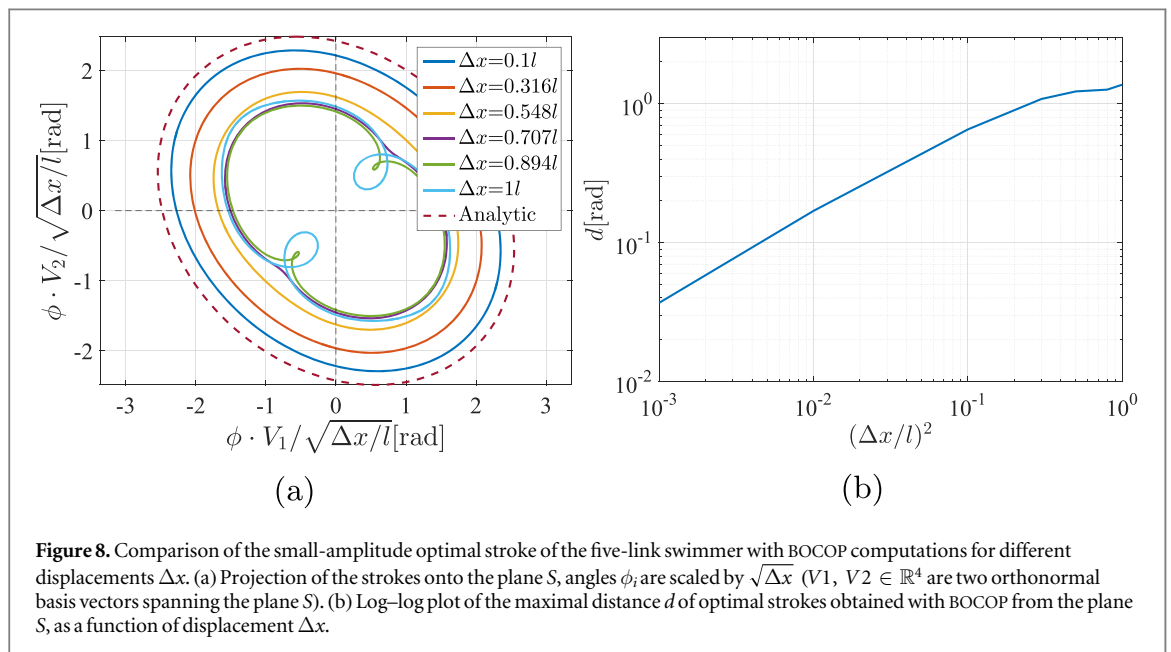 2
1
0
-1
-2
ϕ · V₂/√Δx/l[rad]
Δx=0.1l
Δx=0.316l
Δx=0.548l
Δx=0.707l
Δx=0.894l
Δx=1l
Analytic
-3 -2 -1 0 1 2 3
ϕ · V₁/√Δx/l[rad]
(a)
10⁰
10⁻¹
10⁻²
d[rad]
10⁻³ 10⁻² 10⁻¹ 10⁰
(Δx/l)²
(b)
Figure 8. Comparison of the small-amplitude optimal stroke of the five-link swimmer with BOCOP computations for different
displacements Δx. (a) Projection of the strokes onto the plane S, angles ϕᵢ are scaled by √Δx (V1, V2 ∈ ℝ⁴ are two orthonormal
basis vectors spanning the plane S). (b) Log–log plot of the maximal distance d of optimal strokes obtained with BOCOP from the plane
S, as a function of displacement Δx.